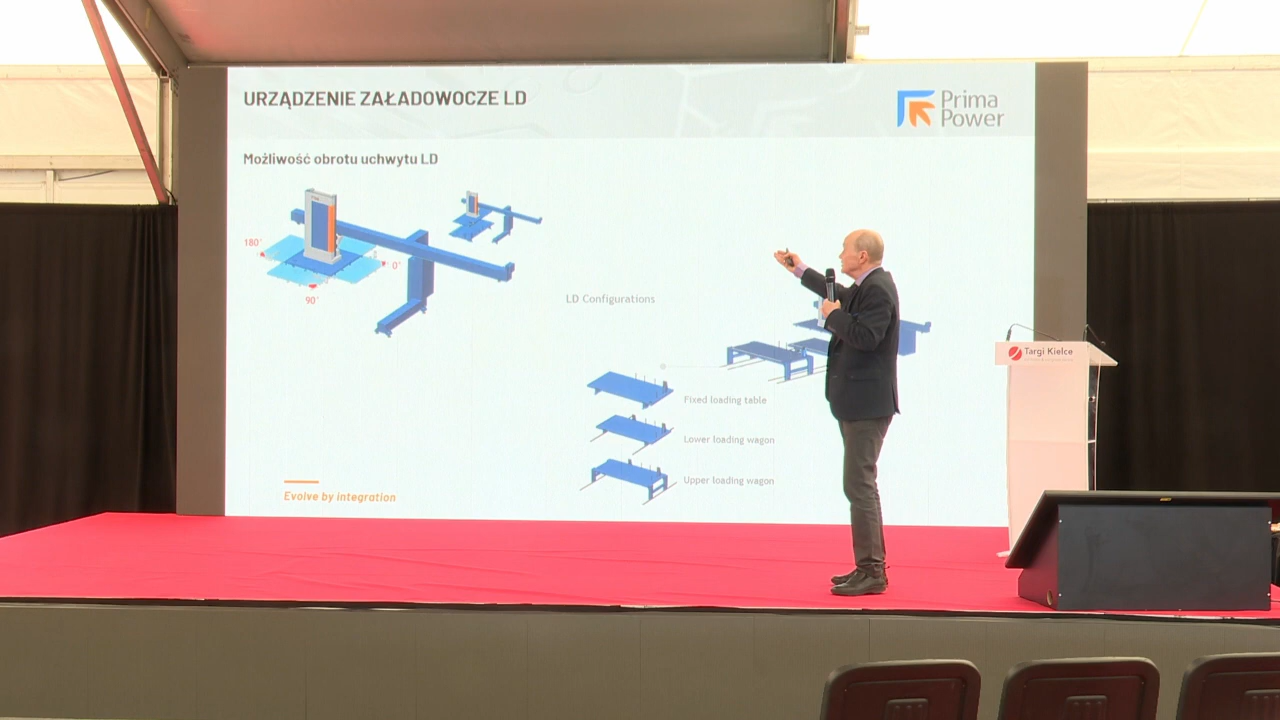 URZĄDZENIE ZAŁADOWOCZE LD
Prima
Power
Możliwość obrotu uchwytu LD
180°
0°
90°
LD Configurations
Fixed loading table
Lower loading wagon
Upper loading wagon
Evolve by integration
Targi Kielce